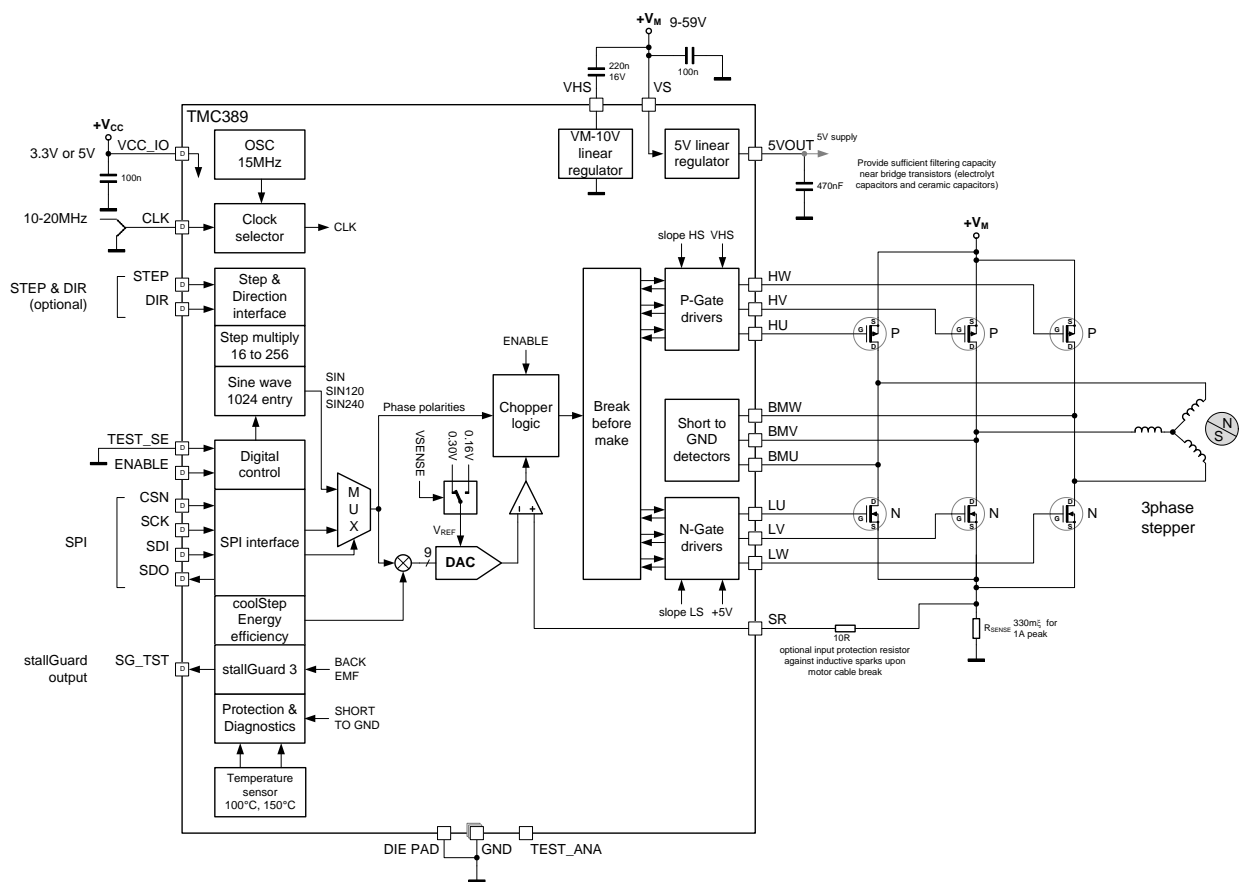 +VM 9-59V
220n
16V
100n
VHS
VS
TMC389
+VCC
3.3V or 5V
VCC_IO
D
100n
OSC
15MHz
VM-10V
linear
regulator
5V linear
regulator
5VOUT
5V supply
470nF
Provide sufficient filtering capacity
near bridge transistors (electrolyt
capacitors and ceramic capacitors)
10-20MHz
CLK
D
Clock
selector
CLK
+VM
slope HS
VHS
STEP & DIR
(optional)
STEP
D
DIR
D
Step &
Direction
interface
Step multiply
16 to 256
Sine wave
1024 entry
SIN
SIN120
SIN240
P-Gate
drivers
HW
HV
HU
G
S
D
P
G
S
D
P
G
S
D
P
ENABLE
Chopper
logic
Phase polarities
Break
before
make
Short to
GND
detectors
BMW
BMV
BMU
N
S
3phase
stepper
TEST_SE
D
ENABLE
D
Digital
control
VSENSE
0.30V
0.16V
VREF
SPI
CSN
D
SCK
D
SDI
D
SDO
D
SPI interface
MUX
9
DAC
- +
N-Gate
drivers
LU
LV
LW
G
D
S
N
G
D
S
N
G
D
S
N
slope LS
+5V
coolStep
Energy
efficiency
SR
10R
optional input protection resistor
against inductive sparks upon
motor cable break
RSENSE 330mξ for
1A peak
stallGuard
output
SG_TST
D
stallGuard 3
BACK
EMF
Protection &
Diagnostics
SHORT
TO GND
Temperature
sensor
100°C, 150°C
DIE PAD
GND
TEST_ANA